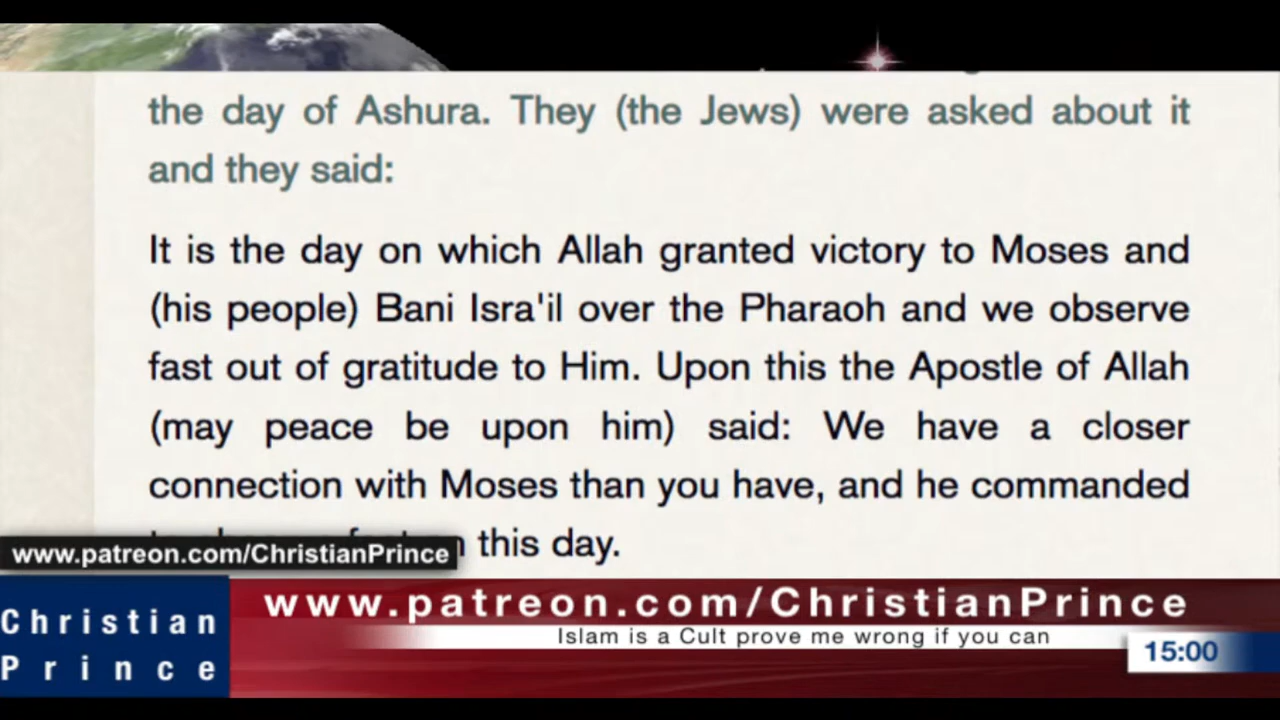 the day of Ashura. They (the Jews) were asked about it
and they said:
It is the day on which Allah granted victory to Moses and
(his people) Bani Isra'il over the Pharaoh and we observe
fast out of gratitude to Him. Upon this the Apostle of Allah
(may peace be upon him) said: We have a closer
connection with Moses than you have, and he commanded
this day.
www.patreon.com/ChristianPrince
www.patreon.com/ChristianPrince
Islam is a Cult prove me wrong if you can
Christian
Prince
15:00